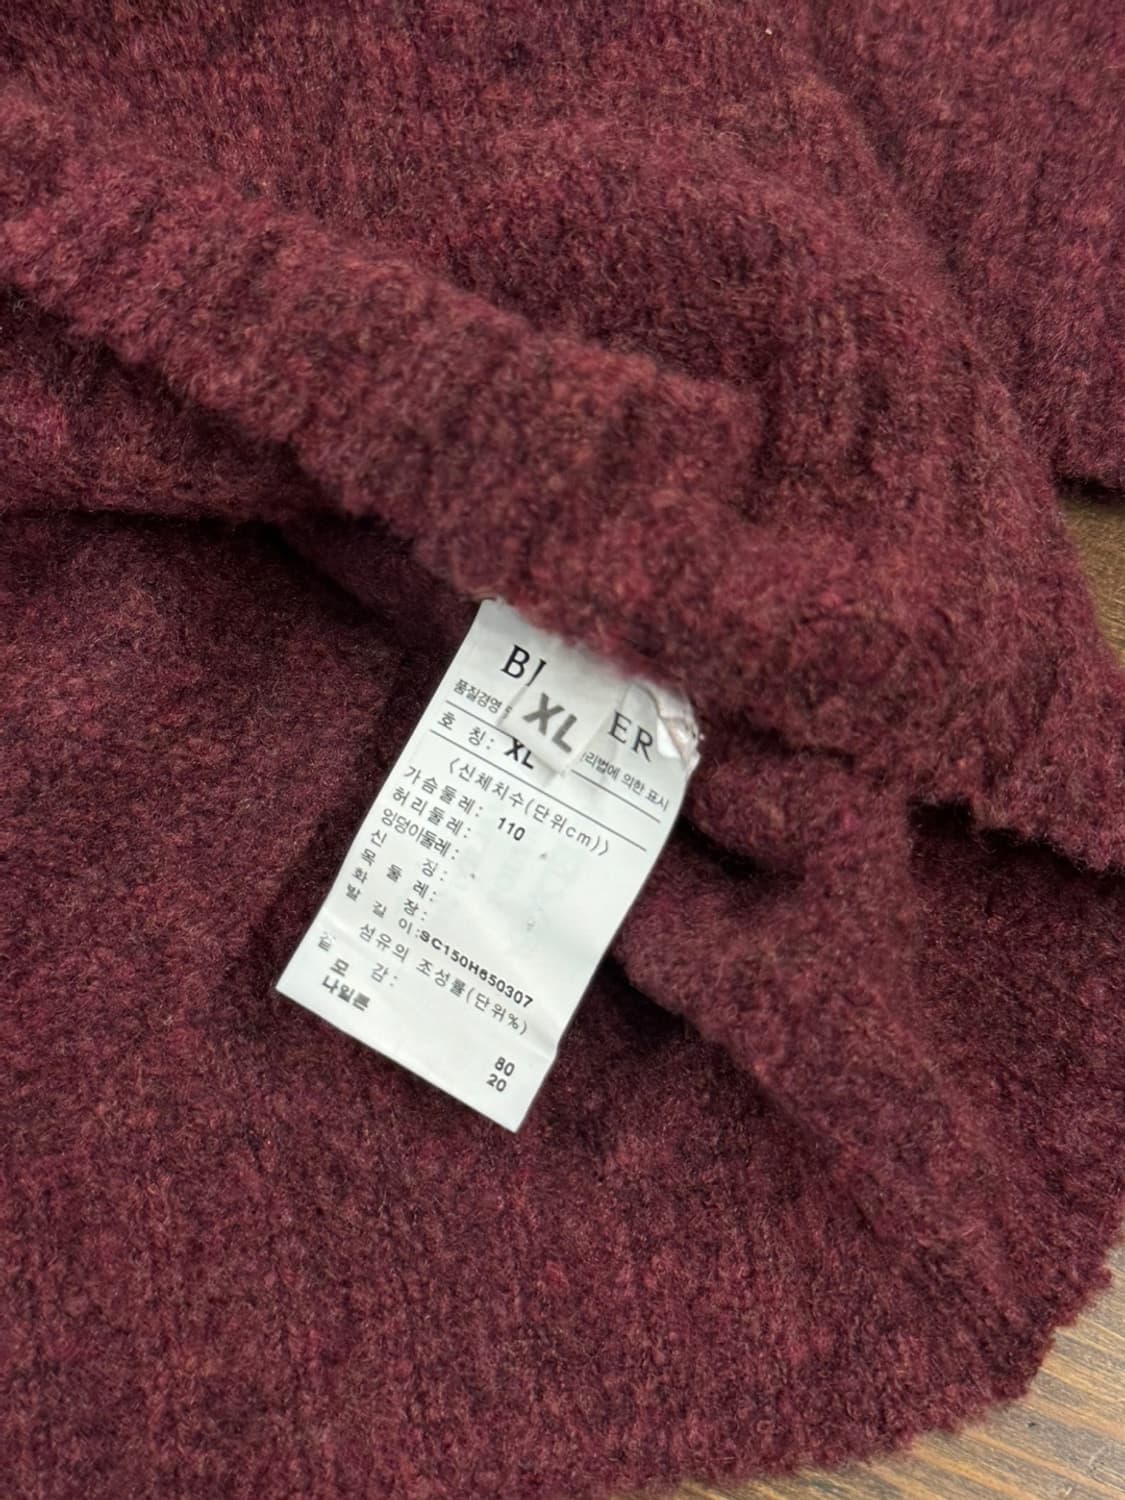 XL
ER
품질경영
리법에 의한 표시
호 칭: XL
〈신체치수(단위cm)〉
가슴둘레: 110
허리둘레:
엉덩이둘레:
신 장:
목 둘 레:
화 장:
발 길 이:SC150H650307
섬유의 조성률(단위%)
겉 감:
모 80
나일론 20